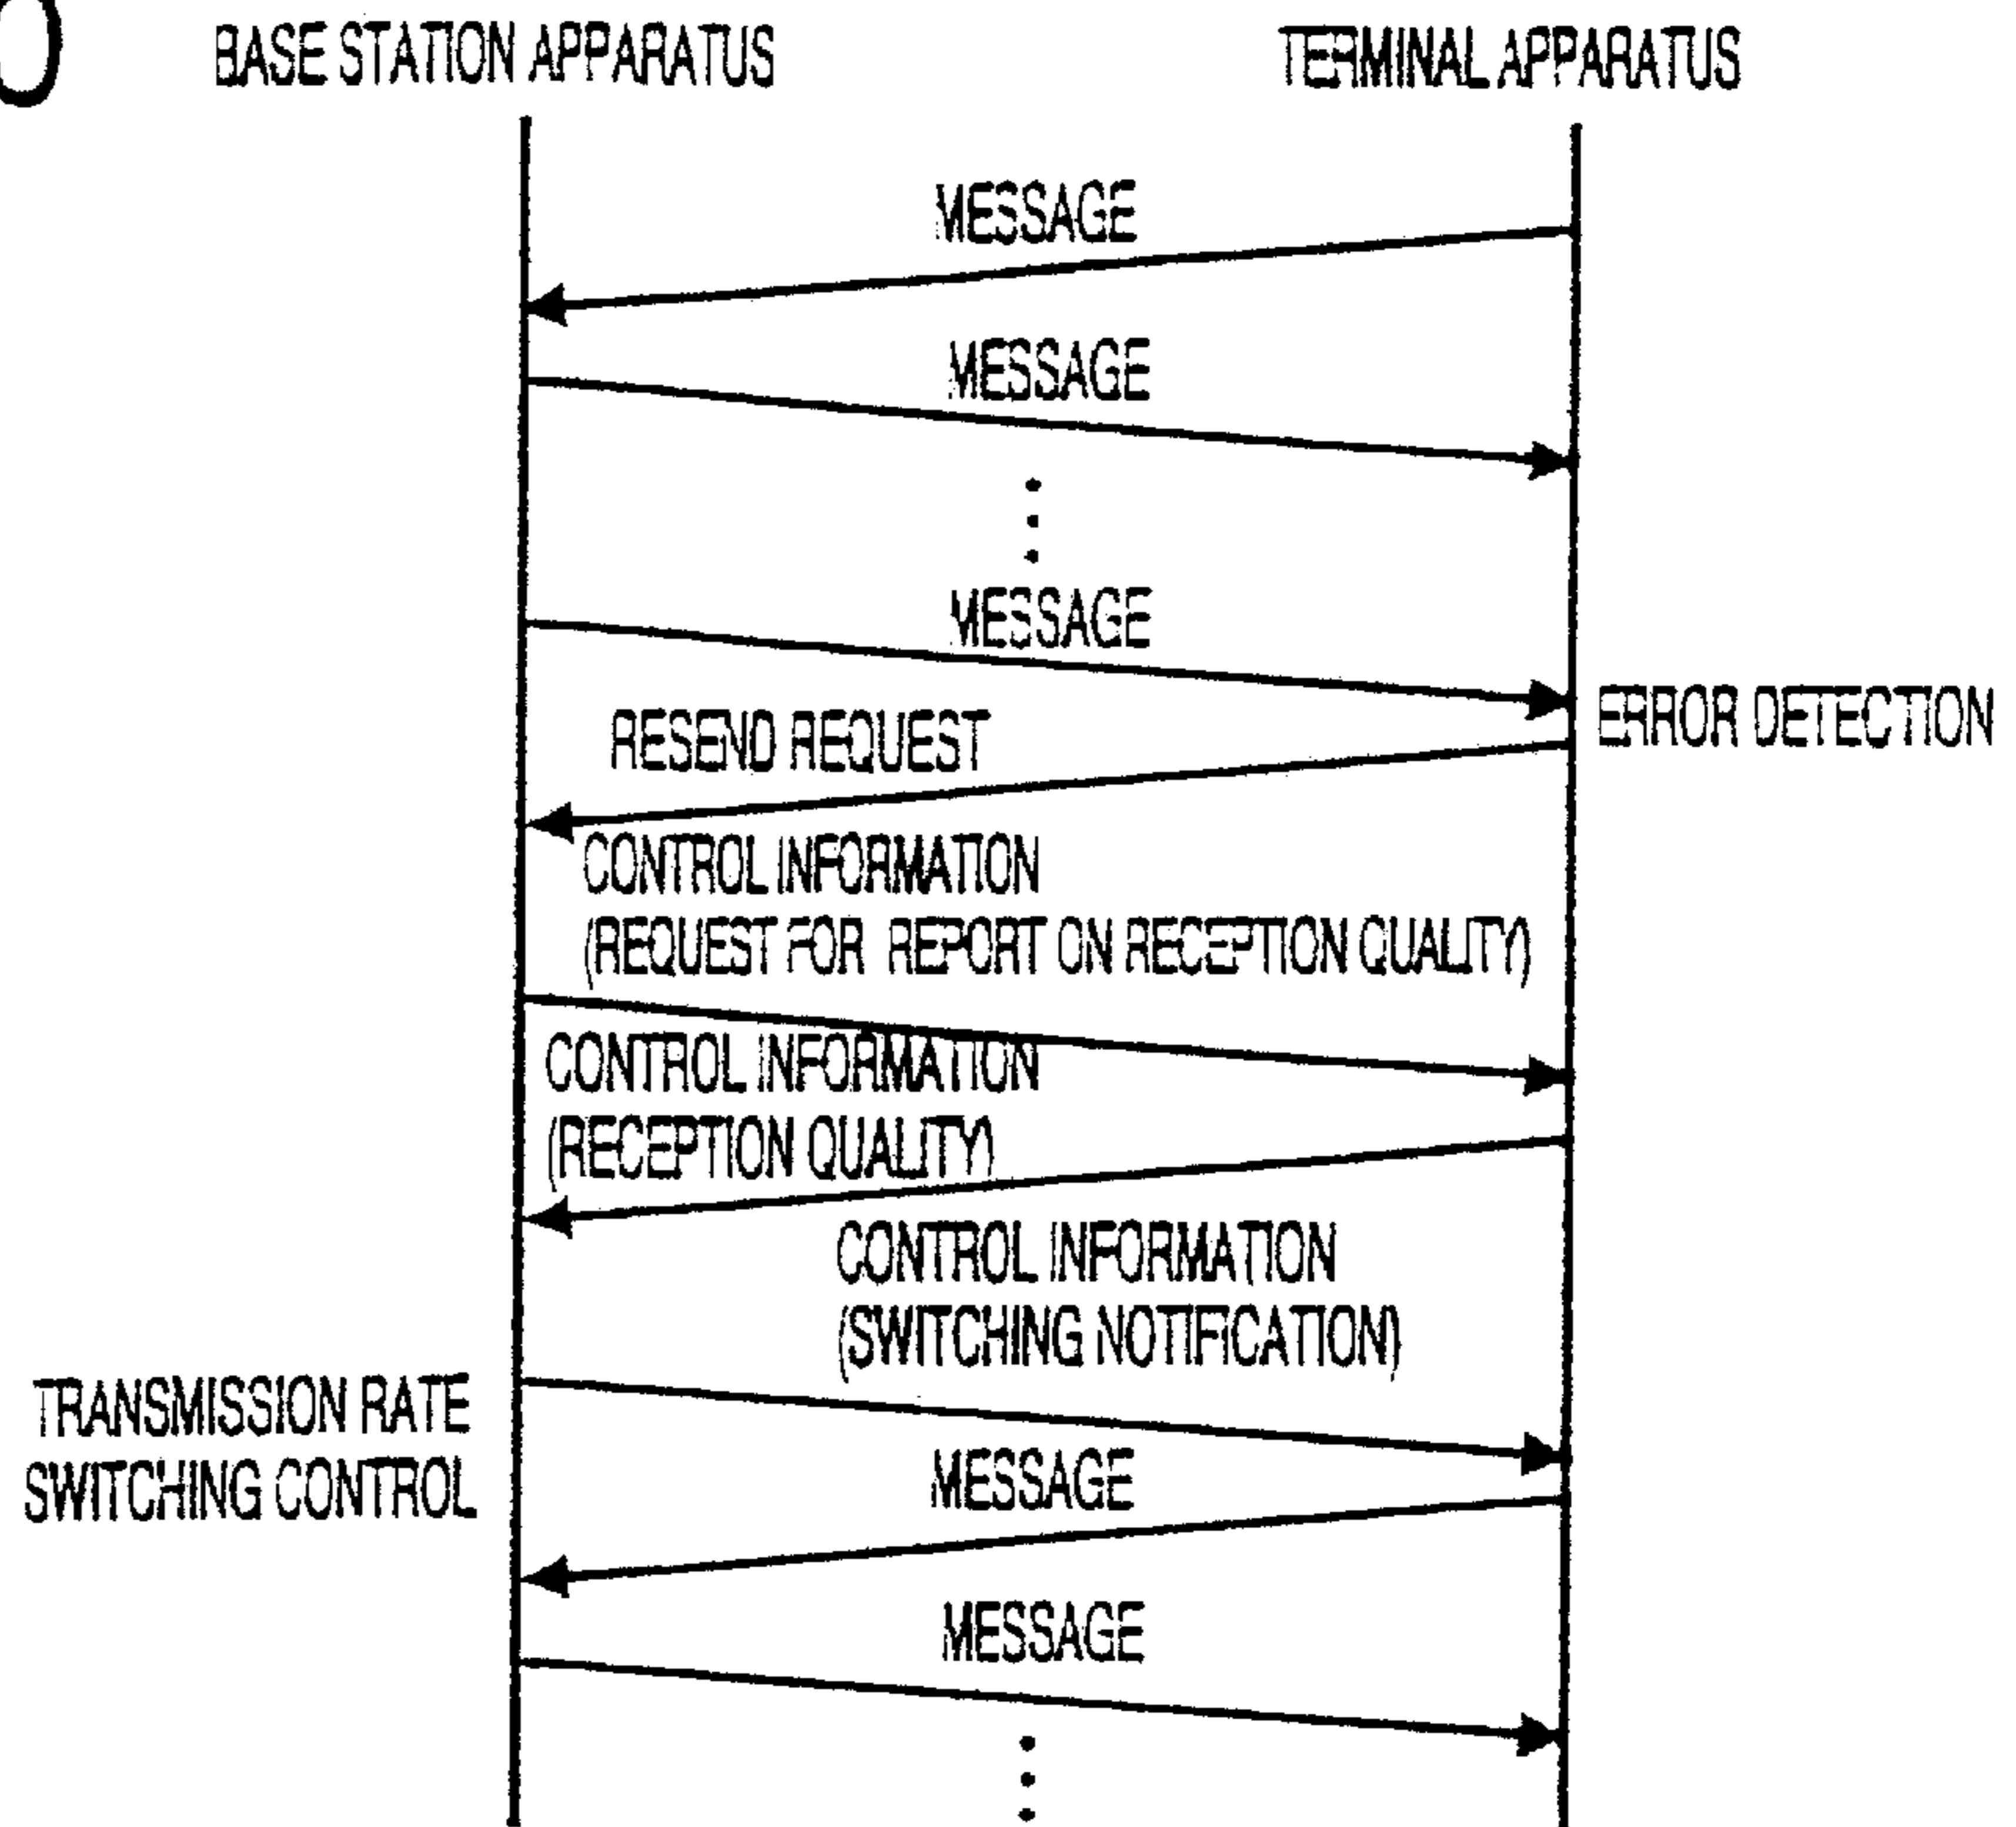 BASE STATION APPARATUS
TERMINAL APPARATUS
MESSAGE
MESSAGE
MESSAGE
ERROR DETECTION
RESEND REQUEST
CONTROL INFORMATION
(REQUEST FOR REPORT ON RECEPTION QUALITY)
CONTROL INFORMATION
(RECEPTION QUALITY)
CONTROL INFORMATION
(SWITCHING NOTIFICATION)
TRANSMISSION RATE
SWITCHING CONTROL
MESSAGE
MESSAGE